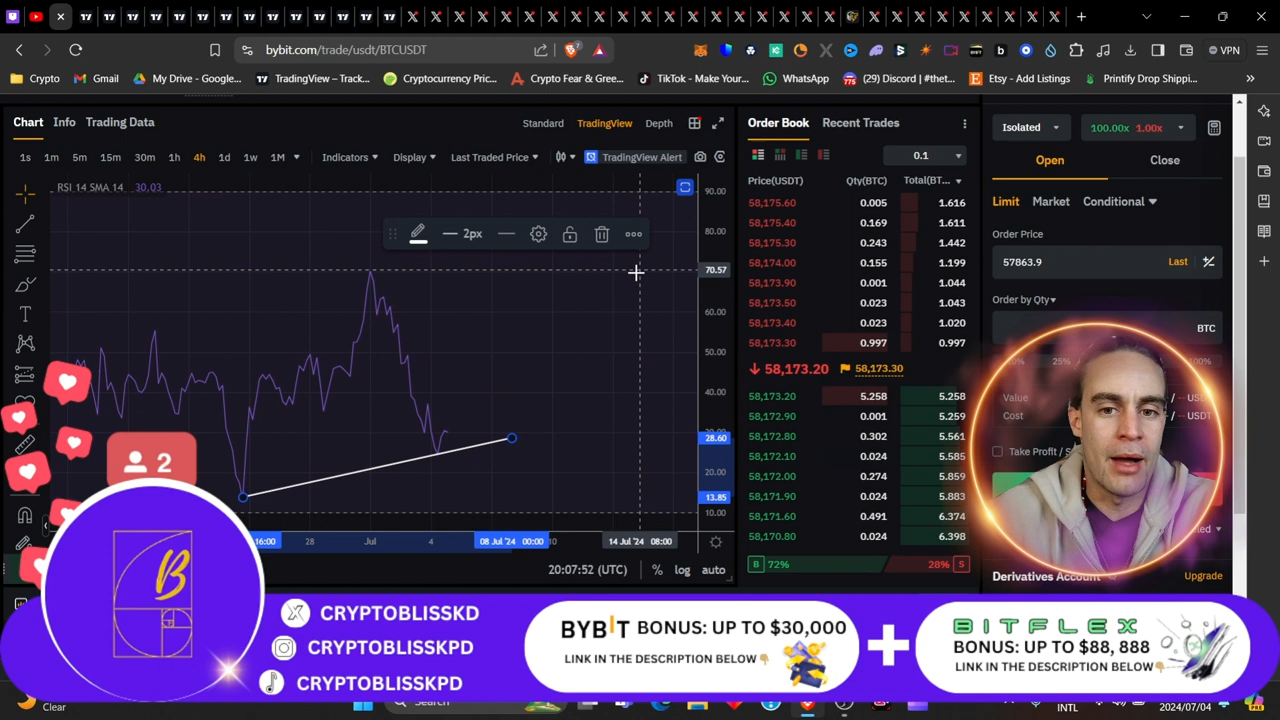 bybit.com/trade/usdt/BTCUSDT
VPN
Crypto
Gmail
My Drive - Google...
TradingView – Track...
Cryptocurrency Pric...
Crypto Fear & Gree...
TikTok - Make Your...
WhatsApp
(29) Discord | #thet...
Etsy - Add Listings
Printify Drop Shippi...
Chart
Info
Trading Data
Standard
TradingView
Depth
1s
1m
5m
15m
30m
1h
4h
1d
1w
1M
Indicators
Display
Last Traded Price
TradingView Alert
RSI 14 SMA 14 30.03
2px
90.00
80.00
70.57
60.00
50.00
40.00
28.60
20.00
13.85
10.00
16:00
28
Jul
4
08 Jul '24 00:00
10
14 Jul '24 08:00
20:07:52 (UTC)
%
log
auto
Order Book
Recent Trades
0.1
Price(USDT)
Qty(BTC)
Total(BT...
58,175.60 0.005 1.616
58,175.40 0.169 1.611
58,175.30 0.243 1.442
58,174.00 0.155 1.199
58,173.90 0.001 1.044
58,173.50 0.023 1.043
58,173.40 0.023 1.020
58,173.30 0.997 0.997
58,173.20 58,173.30
58,173.20 5.258 5.258
58,172.90 0.001 5.259
58,172.80 0.302 5.561
58,172.10 0.024 5.585
58,172.00 0.274 5.859
58,171.90 0.024 5.883
58,171.60 0.491 6.374
58,170.80 0.024 6.398
B 72%
28% S
Isolated
100.00x 1.00x
Open
Close
Limit
Market
Conditional
Order Price
57863.9
Last
Order by Qty
BTC
25%
100%
Value
Cost
/ -- USDT
Take Profit / S
Derivatives Account
Upgrade
2
B
CRYPTOBLISSKD
CRYPTOBLISSKPD
CRYPTOBLISSKPD
BYBIT BONUS: UP TO $30,000
LINK IN THE DESCRIPTION BELOW
BITFLEX
BONUS: UP TO $88, 888
LINK IN THE DESCRIPTION BELOW
Clear
Search
INTL
2024/07/04